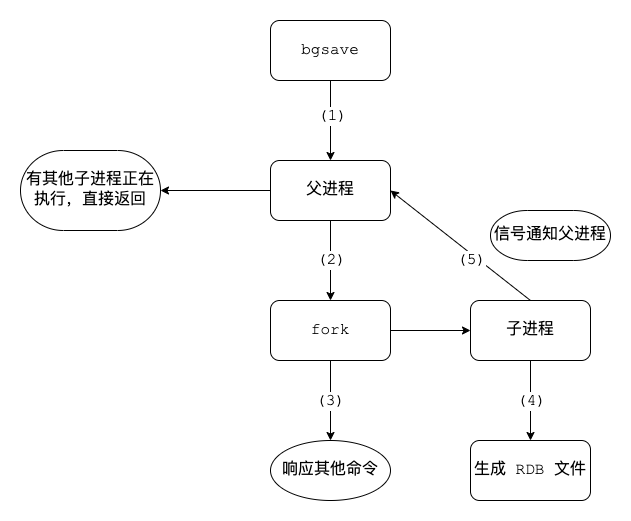 bgsave
(1)
有其他子进程正在
执行，直接返回
父进程
信号通知父进程
(2)
(5)
fork
子进程
(3)
(4)
响应其他命令
生成 RDB 文件